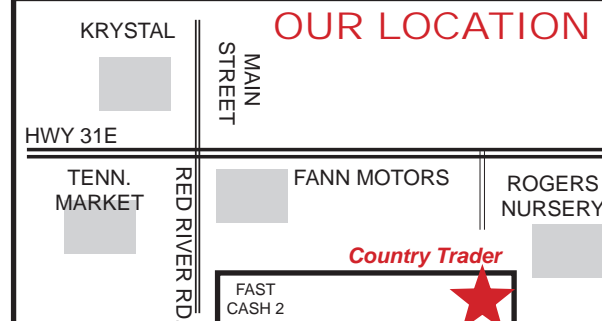 OUR LOCATION
KRYSTAL
MAIN
STREET
HWY 31E
TENN.
MARKET
RED RIVER RD
FANN MOTORS
ROGERS
NURSERY
Country Trader
FAST
CASH 2